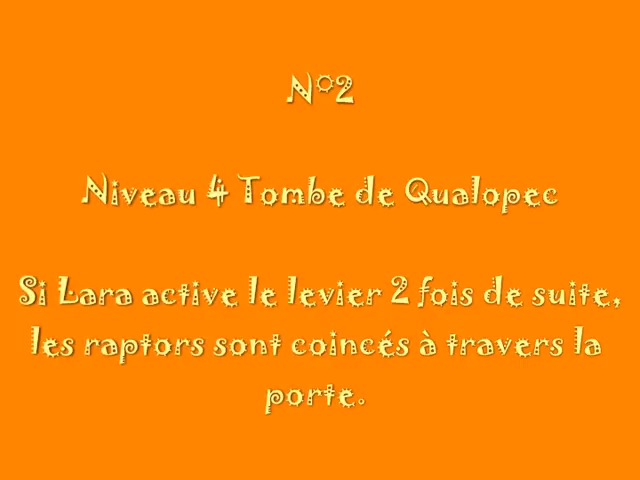 N°2
Niveau 4 Tombe de Qualopec
Si Lara active le levier 2 fois de suite,
les raptors sont coincés à travers la
porte.